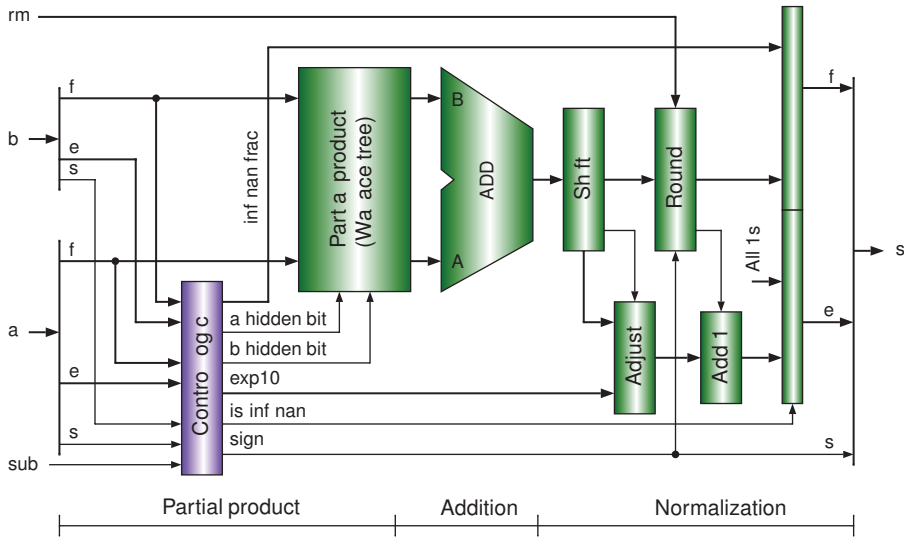 rm
f
b
e
s
f
a
e
s
sub
Contro og c
inf nan frac
Part a product
(Wa ace tree)
a hidden bit
b hidden bit
exp10
is inf nan
sign
B
ADD
A
Sh ft
Round
Adjust
Add 1
All 1s
f
s
e
s
Partial product
Addition
Normalization